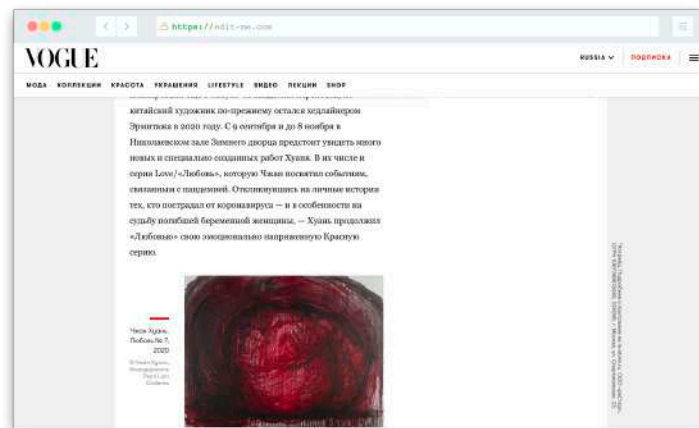 https://edit-me.com
VOGUE
RUSSIA
ПОДПИСКА
МОДА КОЛЛЕКЦИИ КРАСОТА УКРАШЕНИЯ LIFESTYLE ВИДЕО ЛЕКЦИИ SHOP
китайский художник по-прежнему остался хедлайнером
Эрмитажа в 2020 году. С 9 сентября и до 8 ноября в
Николаевском зале Зимнего дворца предстоит увидеть много
новых и специально созданных работ Хуаня. В их числе и
серия Love/«Любовь», которую Чжан посвятил событиям,
связанным с пандемией. Откликнувшись на личные истории
тех, кто пострадал от коронавируса — и в особенности на
судьбу погибшей беременной женщины, — Хуань продолжил
«Любовью» свою эмоционально напряженную Красную
серию.
Чжан Хуань,
Любовь № 7,
2020